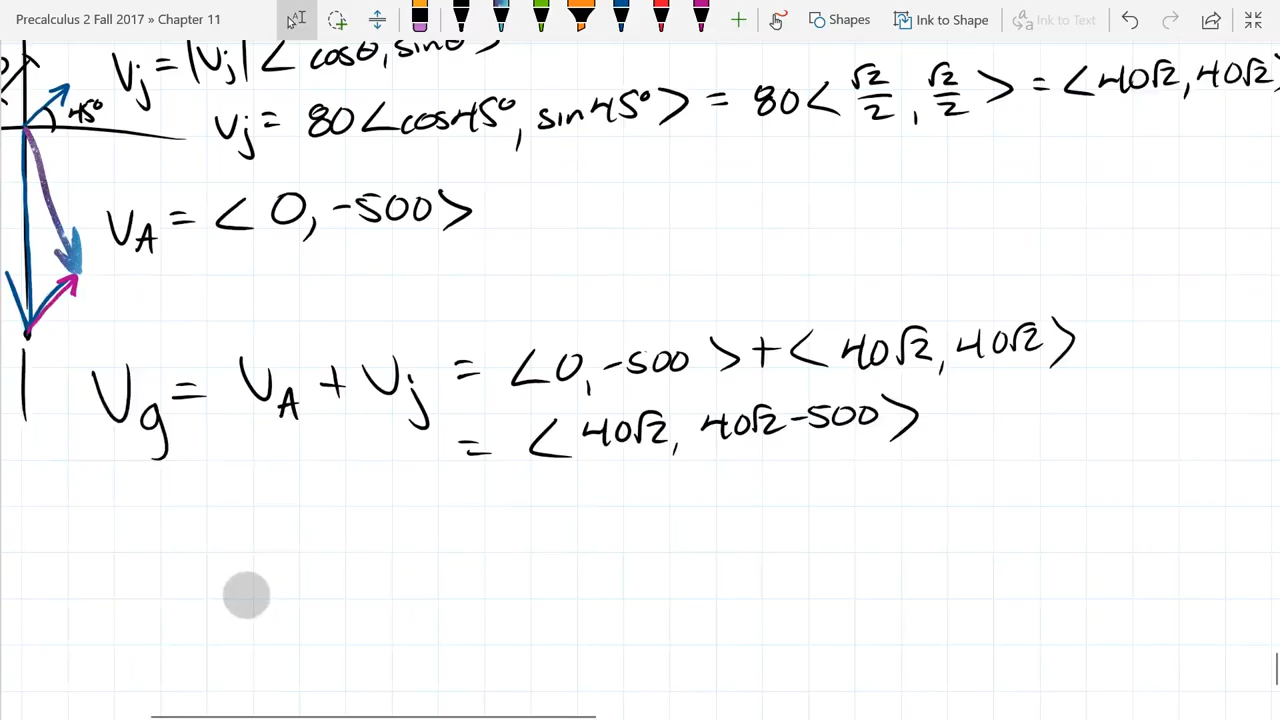 Precalculus 2 Fall 2017 » Chapter 11
Shapes
Ink to Shape
Ink to Text
Vj = |Vj| < cosθ, sinθ >
45°
Vj = 80 <cos45°, sin45°> = 80 < √2/2, √2/2 > = <40√2, 40√2>
VA = < 0, -500>
Vg = VA + Vj = <0, -500 > + < 40√2, 40√2 >
= < 40√2, 40√2 -500 >